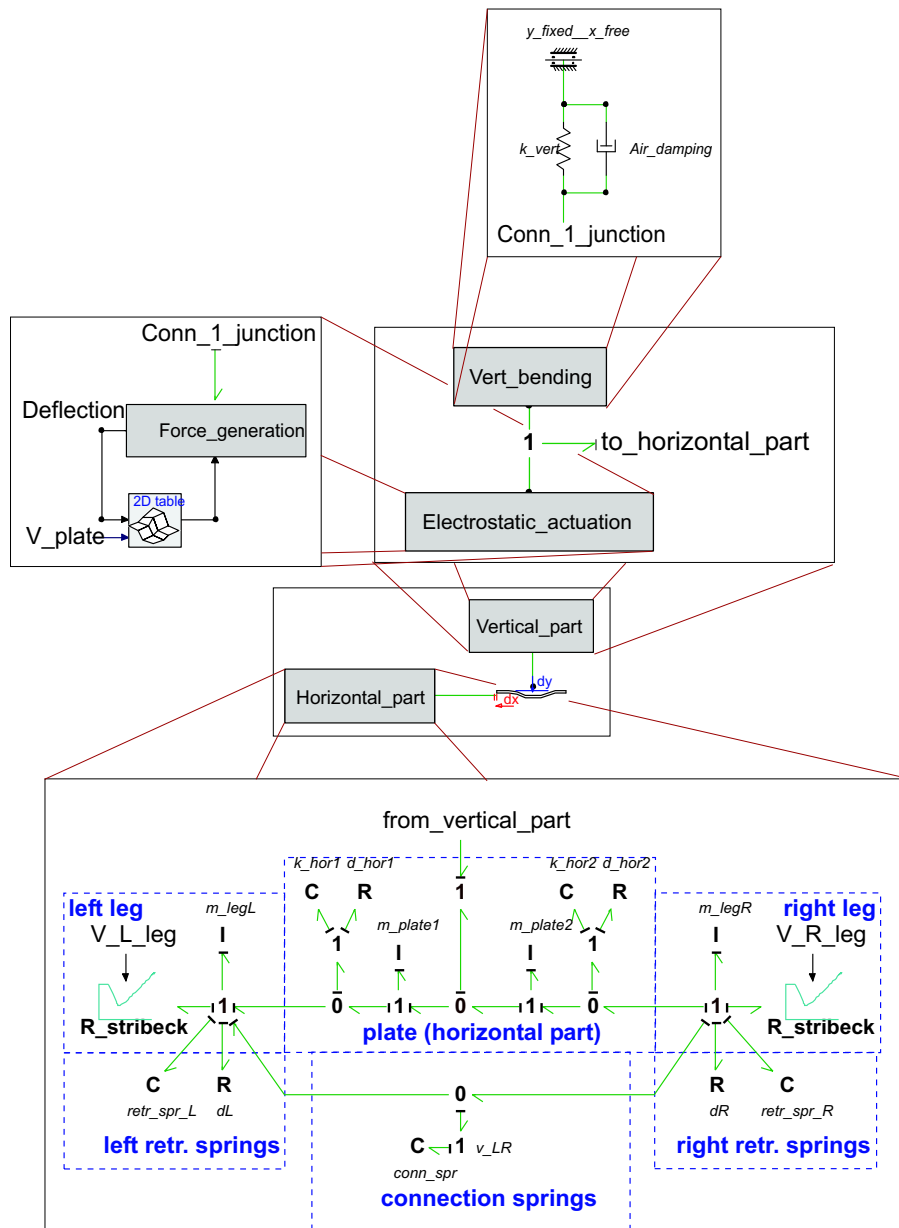 y_fixed__x_free
k_vert
Air_damping
Conn_1_junction
Conn_1_junction
Deflection
Force_generation
2D table
V_plate
Vert_bending
1
to_horizontal_part
Electrostatic_actuation
Vertical_part
dy
Horizontal_part
dx
from_vertical_part
k_hor1 d_hor1
k_hor2 d_hor2
C R 1 C R
left leg
m_legL
m_plate1
m_plate2
m_legR
right leg
V_L_leg
I
1
I
I
1
I
V_R_leg
R_stribeck
1 0 1 0 1 0 1
R_stribeck
plate (horizontal part)
C R
0
R C
retr_spr_L dL
dR retr_spr_R
left retr. springs
C 1 v_LR
right retr. springs
conn_spr
connection springs